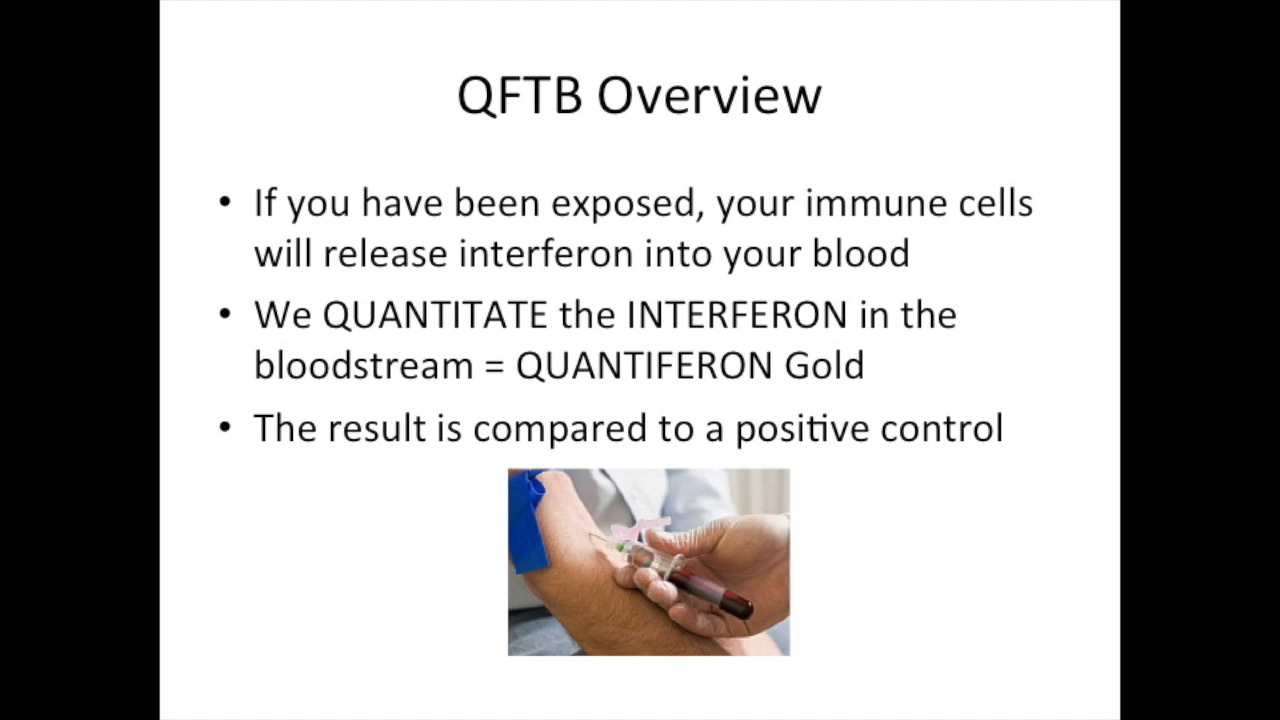 QFTB Overview
• If you have been exposed, your immune cells
will release interferon into your blood
• We QUANTITATE the INTERFERON in the
bloodstream = QUANTIFERON Gold
• The result is compared to a positive control